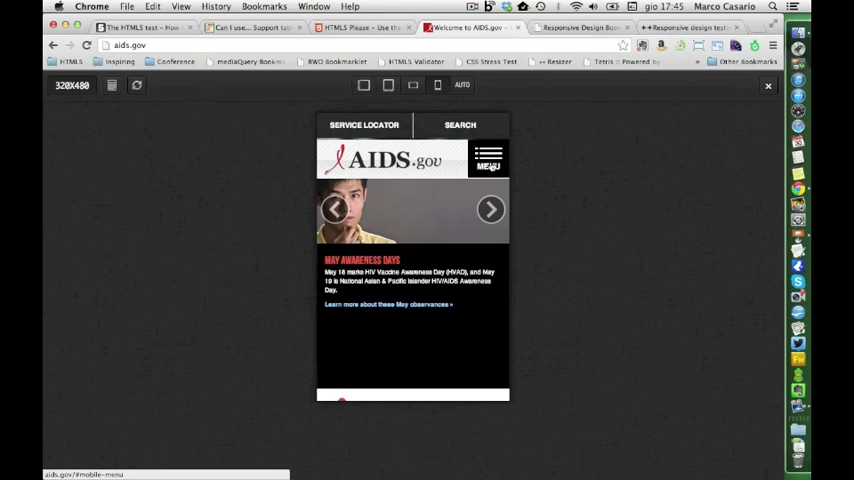 Chrome File Edit View History Bookmarks Window Help gio 17:45 Marco Casario
The HTML5 test – How Can I use... Support tab HTML5 Please – Use the Welcome to AIDS.gov – Responsive Design Boo Responsive design test
aids.gov
HTML5 Inspiring Conference mediaQuery Bookm RWD Bookmarklet HTML5 Validator CSS Stress Test ↔ Resizer Tetris :: Powered by » Other Bookmarks
320X480 AUTO ×
SERVICE LOCATOR SEARCH
AIDS.gov MENU
MAY AWARENESS DAYS
May 18 marks HIV Vaccine Awareness Day (HVAD), and May
19 is National Asian & Pacific Islander HIV/AIDS Awareness
Day.
Learn more about these May observances »
aids.gov/#mobile-menu